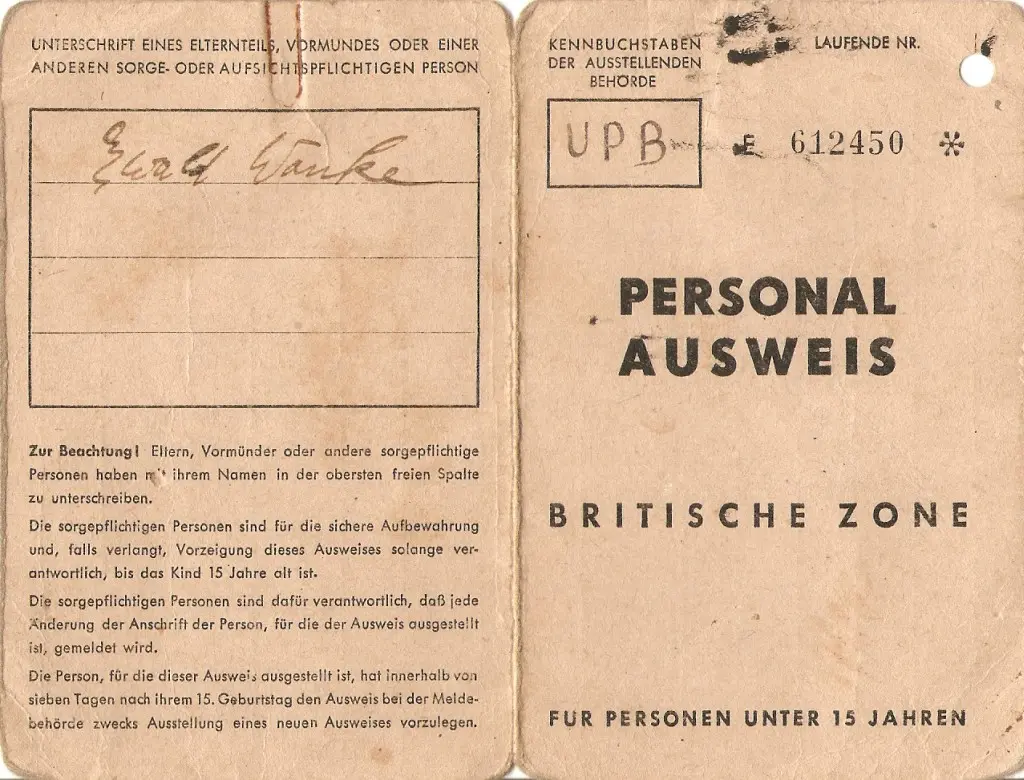 UNTERSCHRIFT EINES ELTERNTEILS, VORMUNDES ODER EINER
ANDEREN SORGE- ODER AUFSICHTSPFLICHTIGEN PERSON
Ewald Wanke
Zur Beachtung! Eltern, Vormünder oder andere sorgepflichtige
Personen haben mit ihrem Namen in der obersten freien Spalte
zu unterschreiben.
Die sorgepflichtigen Personen sind für die sichere Aufbewahrung
und, falls verlangt, Vorzeigung dieses Ausweises solange ver-
antwortlich, bis das Kind 15 Jahre alt ist.
Die sorgepflichtigen Personen sind dafür verantwortlich, daß jede
Änderung der Anschrift der Person, für die der Ausweis ausgestellt
ist, gemeldet wird.
Die Person, für die dieser Ausweis ausgestellt ist, hat innerhalb von
sieben Tagen nach ihrem 15. Geburtstag den Ausweis bei der Melde-
behörde zwecks Ausstellung eines neuen Ausweises vorzulegen.
KENNBUCHSTABEN
DER AUSSTELLENDEN
BEHÖRDE
LAUFENDE NR.
UPB
E 612450 *
PERSONAL
AUSWEIS
BRITISCHE ZONE
FÜR PERSONEN UNTER 15 JAHREN